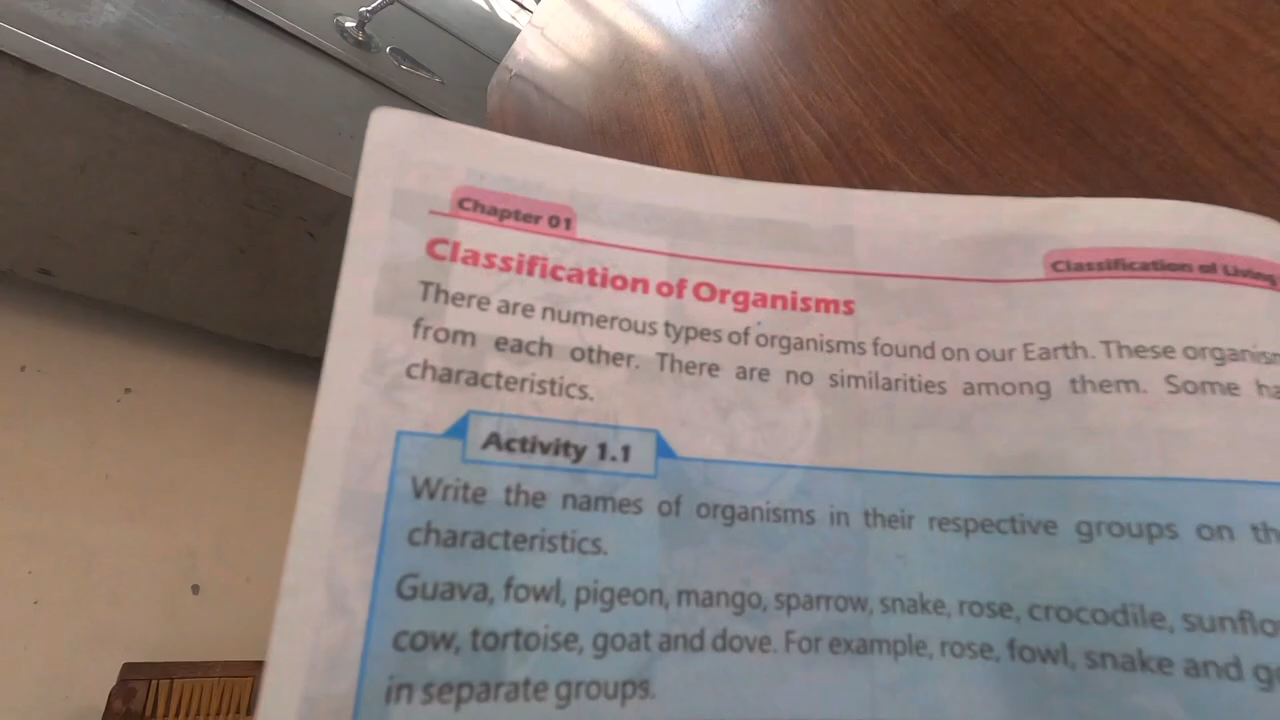 Chapter 01
Classification of Living
Classification of Organisms
There are numerous types of organisms found on our Earth. These
from each other. There are no similarities among them. Some
characteristics.
Activity 1.1
Write the names of organisms in their respective groups on
characteristics.
Guava, fowl, pigeon, mango, sparrow, snake, rose, crocodile,
cow, tortoise, goat and dove. For example, rose, fowl, snake and
in separate groups.